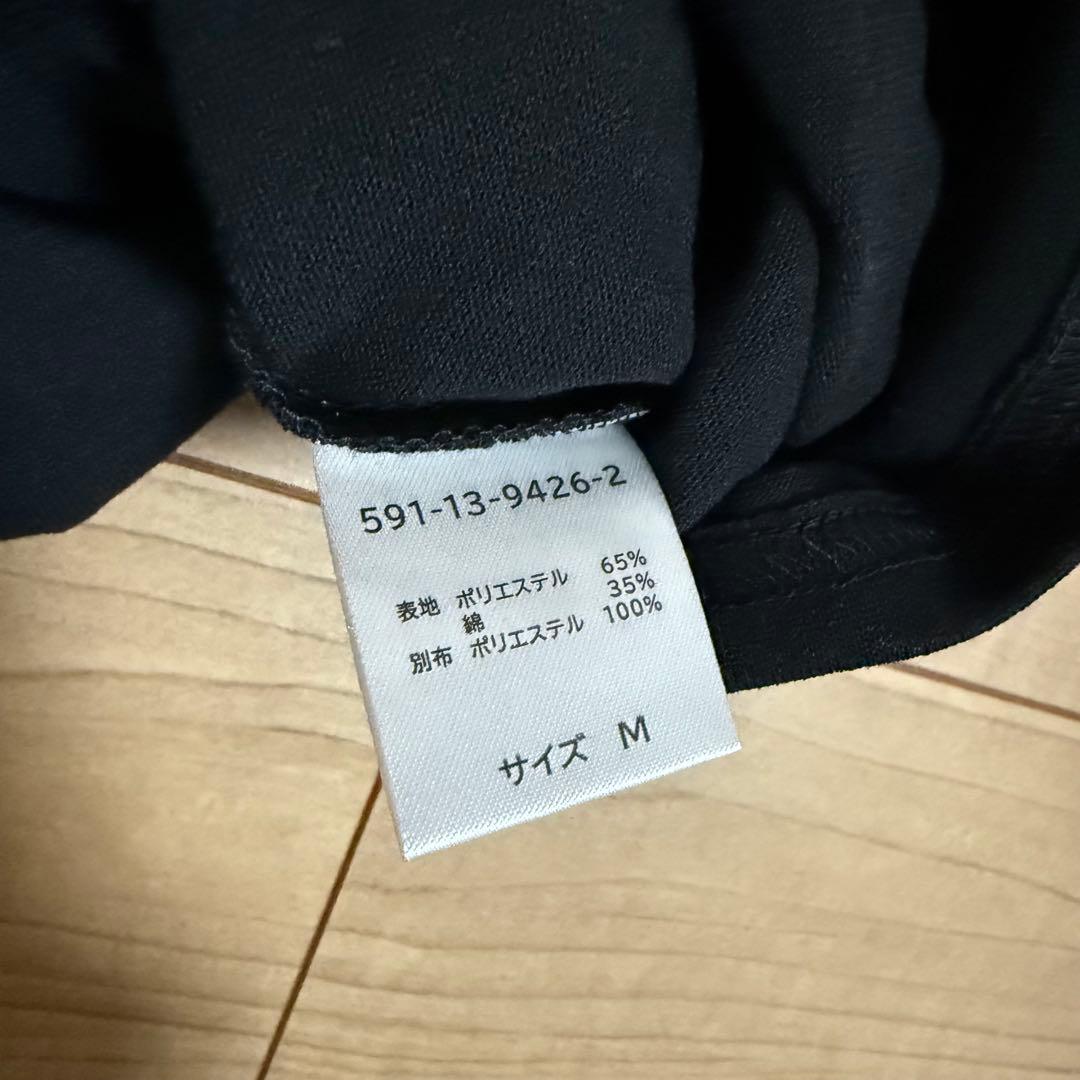 591-13-9426-2
表地 ポリエステル 65%
綿 35%
別布 ポリエステル 100%
サイズ M